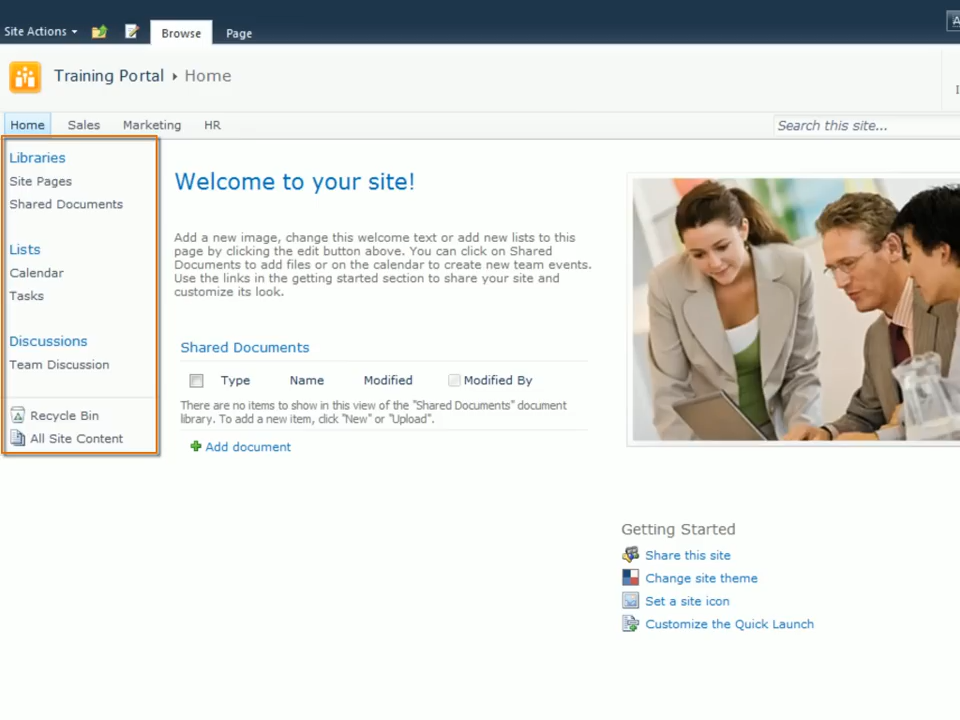 Site Actions
Browse
Page
Training Portal
Home
Home
Sales
Marketing
HR
Search this site...
Libraries
Site Pages
Shared Documents
Lists
Calendar
Tasks
Discussions
Team Discussion
Recycle Bin
All Site Content
Welcome to your site!
Add a new image, change this welcome text or add new lists to this
page by clicking the edit button above. You can click on Shared
Documents to add files or on the calendar to create new team events.
Use the links in the getting started section to share your site and
customize its look.
Shared Documents
Type Name Modified Modified By
There are no items to show in this view of the "Shared Documents" document
library. To add a new item, click "New" or "Upload".
Add document
Getting Started
Share this site
Change site theme
Set a site icon
Customize the Quick Launch